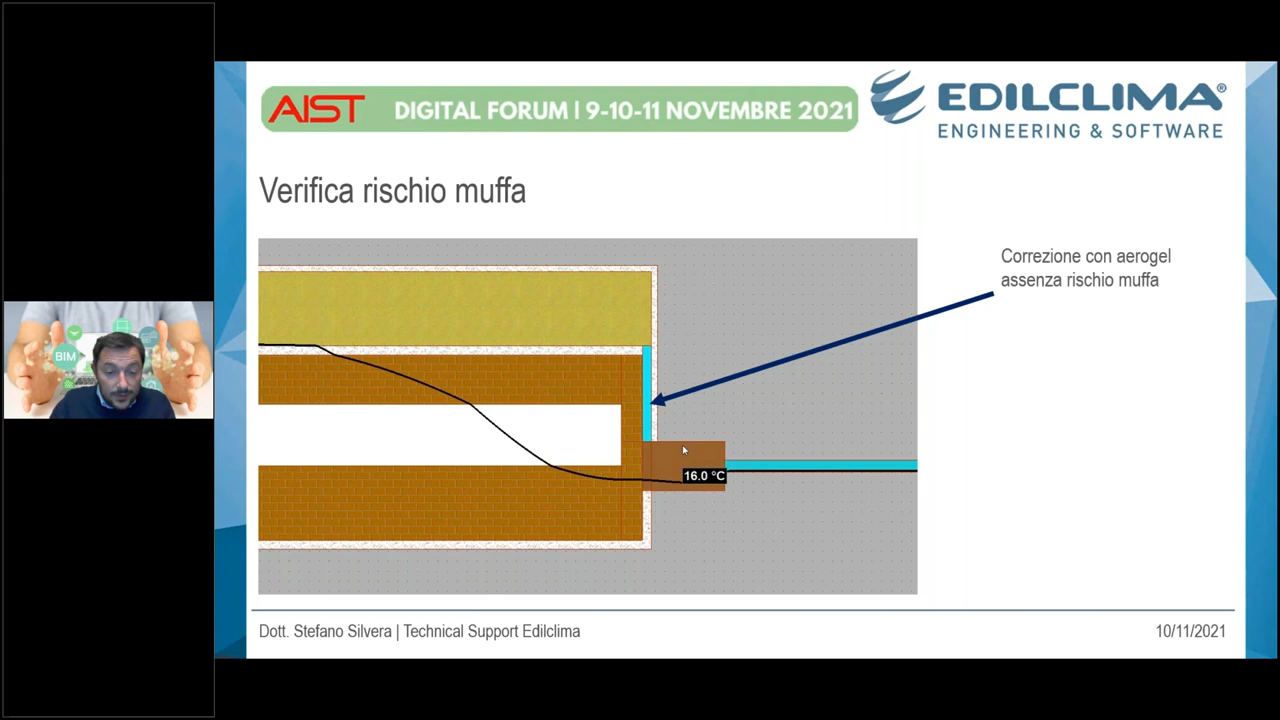 AIST DIGITAL FORUM | 9-10-11 NOVEMBRE 2021
EDILCLIMA®
ENGINEERING & SOFTWARE
Verifica rischio muffa
Correzione con aerogel
assenza rischio muffa
BIM
16.0 °C
Dott. Stefano Silvera | Technical Support Edilclima
10/11/2021